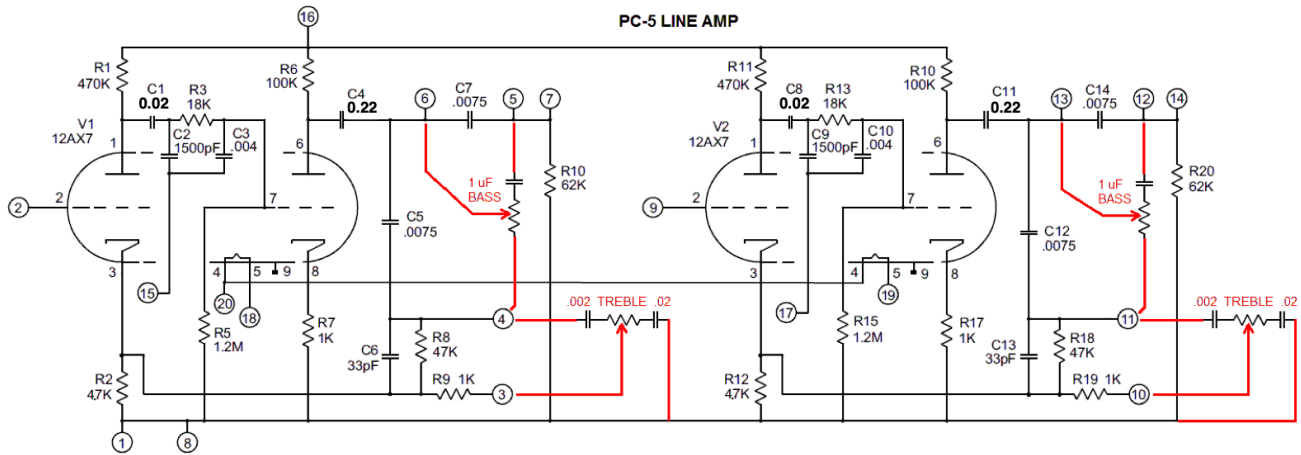 PC-5 LINE AMP
16
R1
470K
C1
0.02
R3
18K
R6
100K
C4
0.22
6
C7
.0075
5
7
V1
12AX7
1
C2
1500pF
C3
.004
6
2
2
7
1 uF
BASS
R10
62K
C5
.0075
3
4
5
9
8
15
20
18
R5
1.2M
R7
1K
4
.002 TREBLE .02
C6
33pF
R8
47K
R9 1K
3
R2
4.7K
1
8
R11
470K
C8
0.02
R13
18K
R10
100K
C11
0.22
13
C14
.0075
12
14
V2
12AX7
1
C9
1500pF
C10
.004
6
9
2
7
1 uF
BASS
R20
62K
C12
.0075
3
4
5
9
8
17
19
R15
1.2M
R17
1K
11
.002 TREBLE .02
C13
33pF
R18
47K
R19 1K
10
R12
4.7K